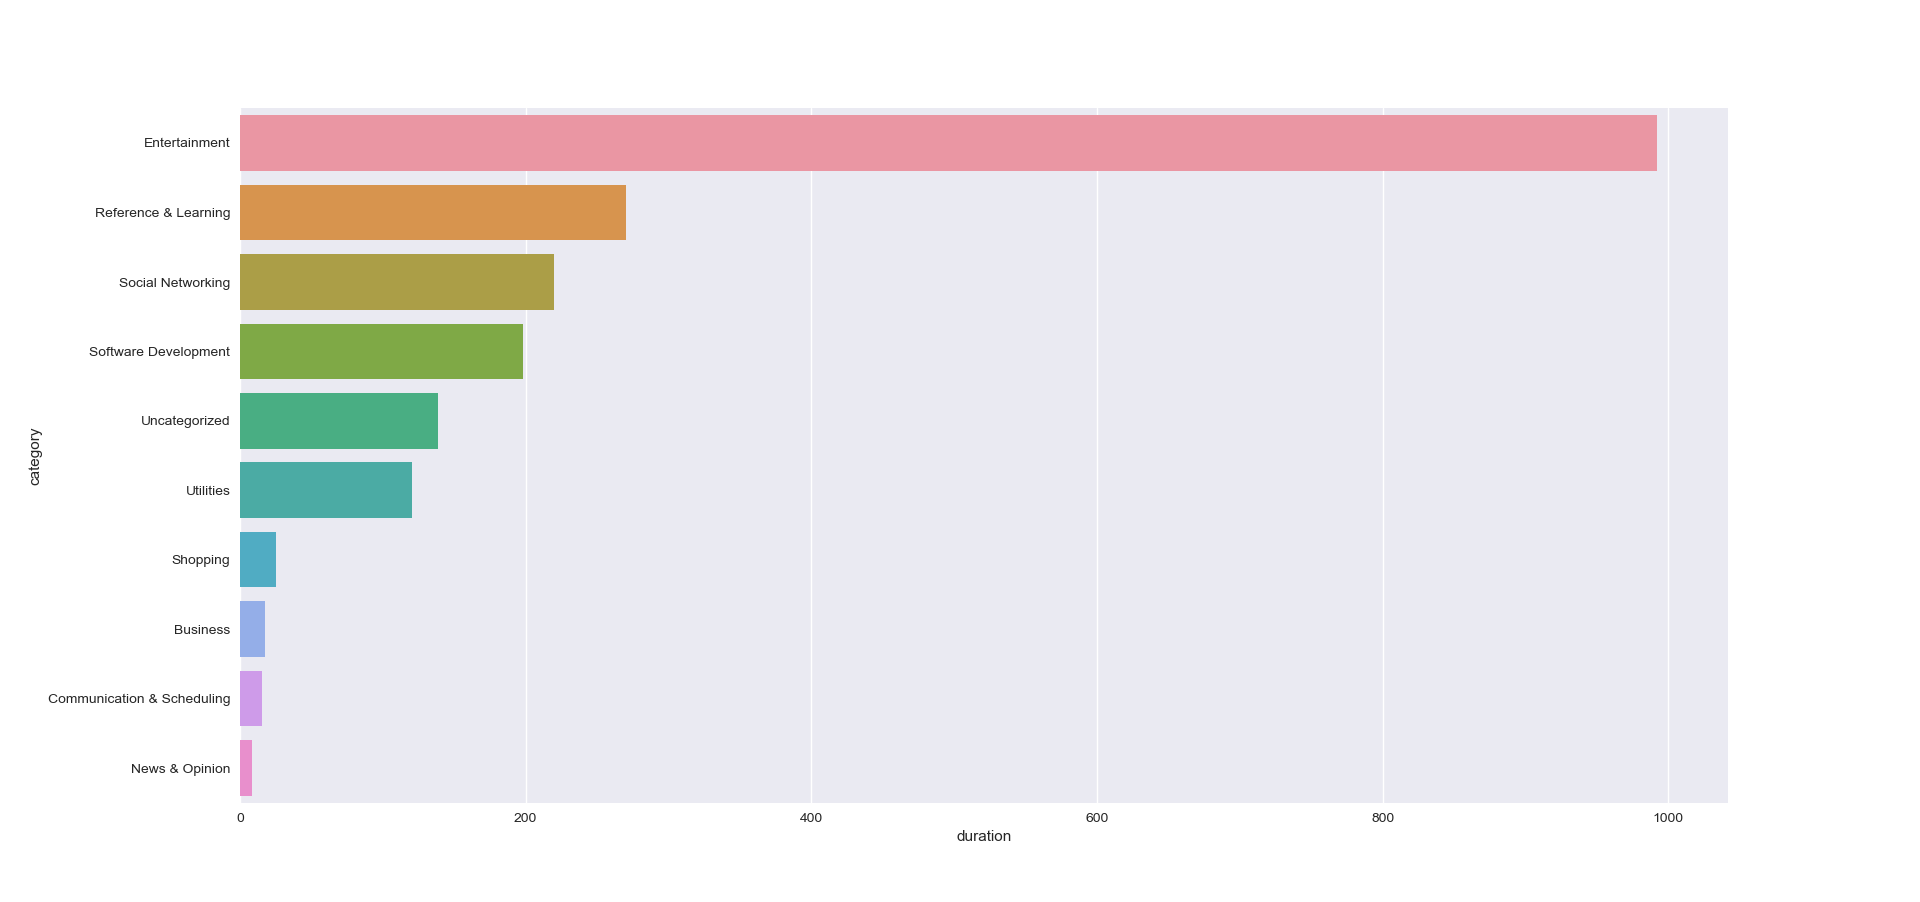 Entertainment
Reference & Learning
Social Networking
Software Development
Uncategorized
Utilities
Shopping
Business
Communication & Scheduling
News & Opinion
category
0 200 400 600 800 1000
duration